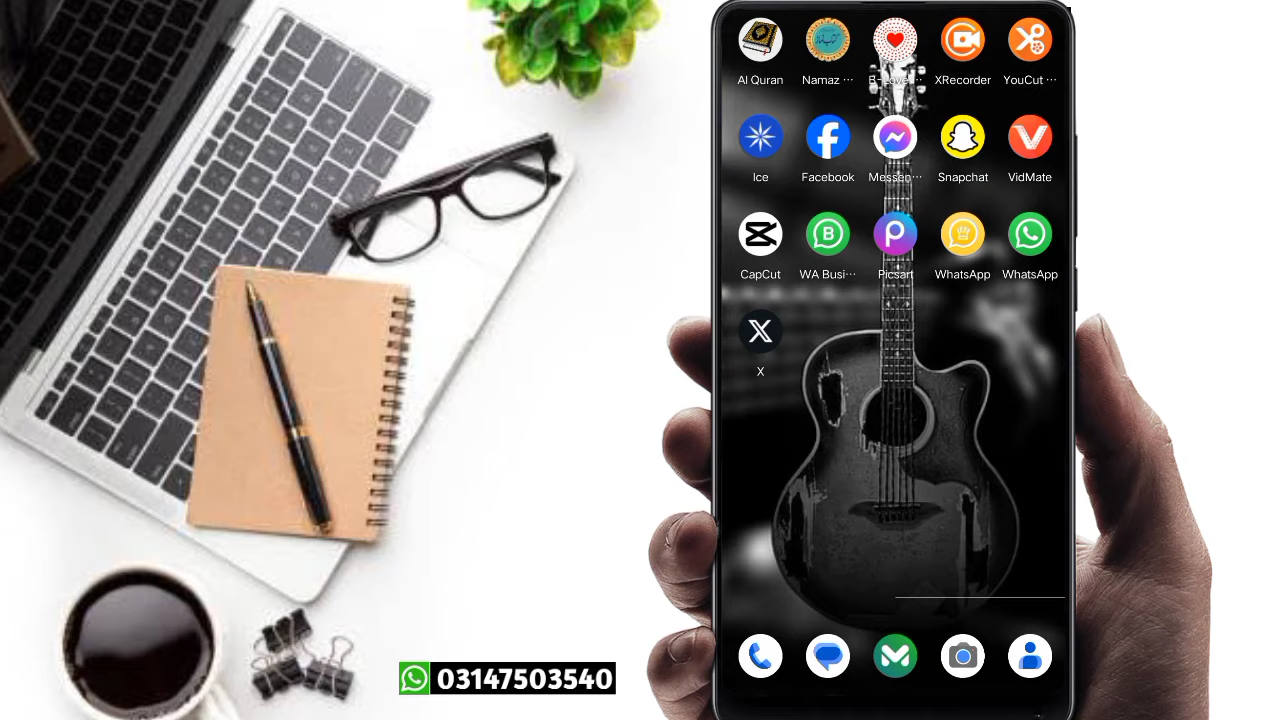 Al Quran Namaz ··· XRecorder YouCut ···
Ice Facebook Messen··· Snapchat VidMate
CapCut WA Busi··· Picsart WhatsApp WhatsApp
X
03147503540